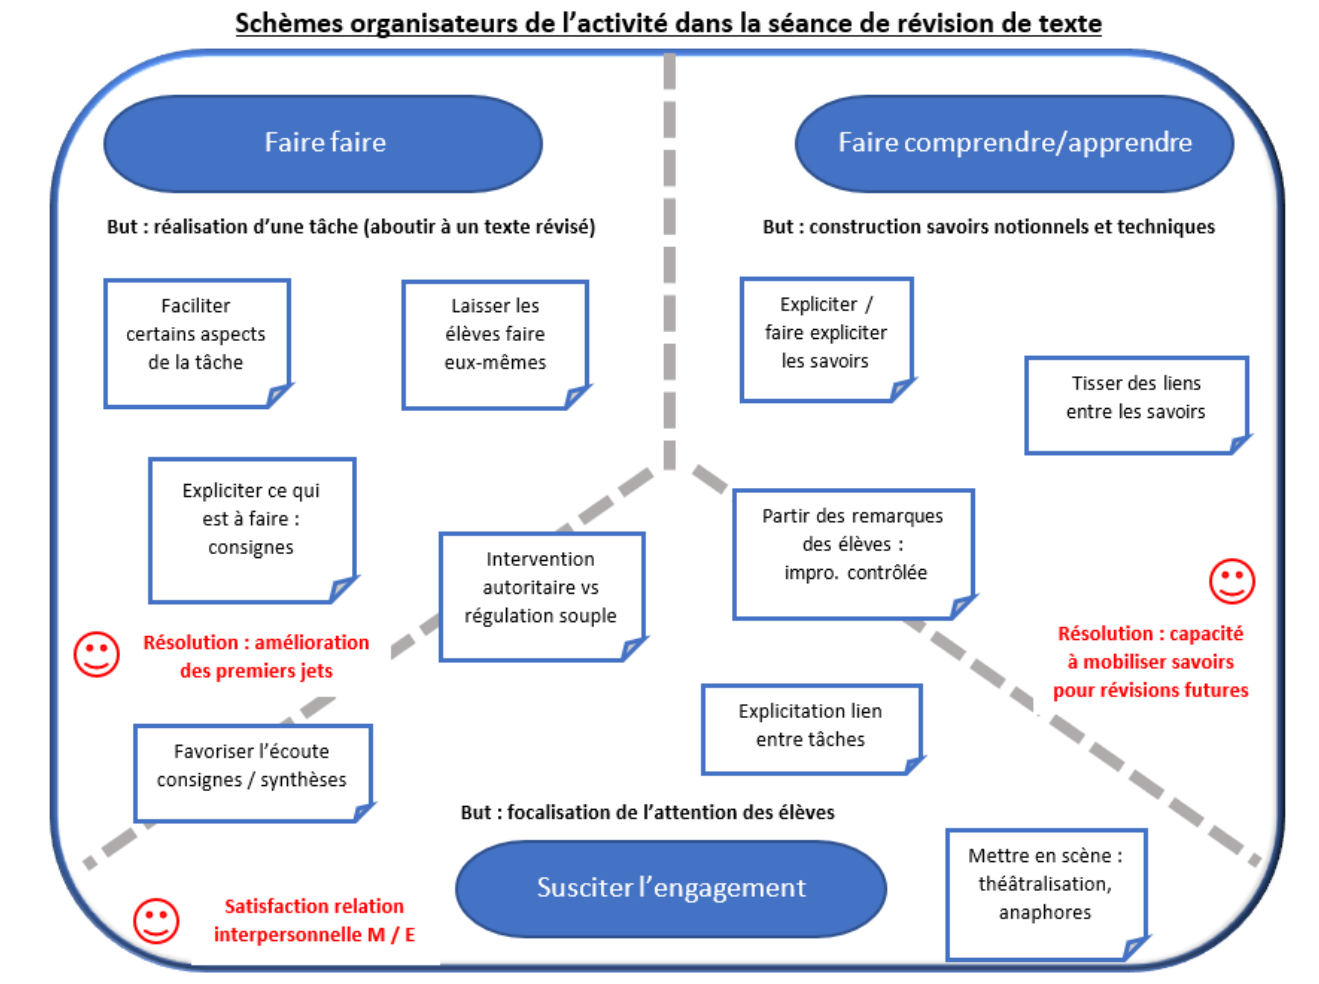 Schèmes organisateurs de l’activité dans la séance de révision de texte
Faire faire
But : réalisation d’une tâche (aboutir à un texte révisé)
Faciliter
certains aspects
de la tâche
Laisser les
élèves faire
eux-mêmes
Expliciter ce qui
est à faire :
consignes
Résolution : amélioration
des premiers jets
Faire comprendre/apprendre
But : construction savoirs notionnels et techniques
Expliciter /
faire expliciter
les savoirs
Tisser des liens
entre les savoirs
Partir des remarques
des élèves :
impro. contrôlée
Résolution : capacité
à mobiliser savoirs
pour révisions futures
Intervention
autoritaire vs
régulation souple
Explicitation lien
entre tâches
Favoriser l’écoute
consignes / synthèses
But : focalisation de l’attention des élèves
Susciter l’engagement
Mettre en scène :
théâtralisation,
anaphores
Satisfaction relation
interpersonnelle M / E